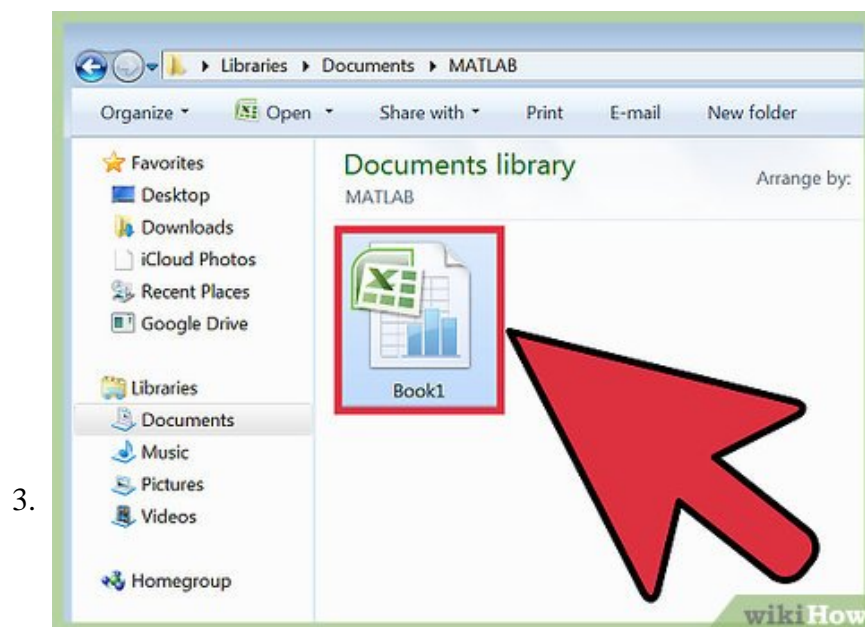 Libraries Documents MATLAB
Organize Open Share with Print E-mail New folder
Favorites
Desktop
Downloads
iCloud Photos
Recent Places
Google Drive
Libraries
Documents
Music
Pictures
Videos
Homegroup
Documents library
MATLAB
Arrange by:
Book1
3.
wikiHow